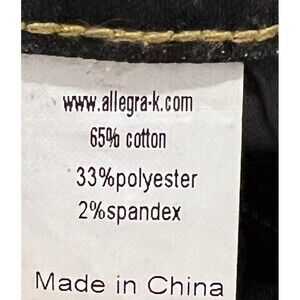 www.allegra-k.com
65% cotton
33%polyester
2%spandex
Made in China